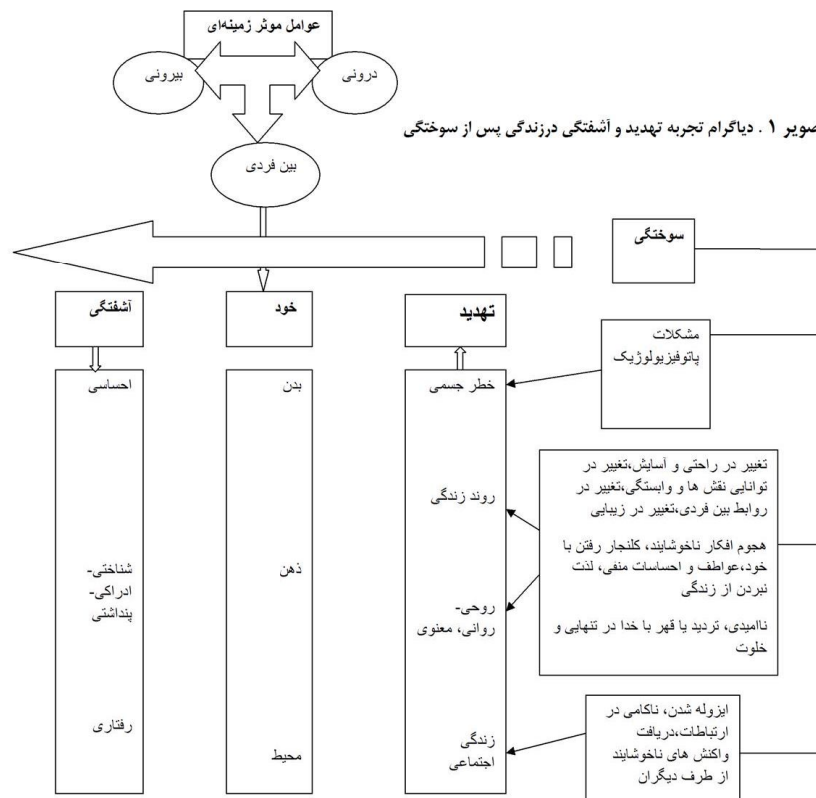 عوامل موثر زمینه‌ای
درونی
بیرونی
صویر ۱ . دیاگرام تجربه تهدید و آشفتگی درزندگی پس از سوختگی
بین فردی
سوختگی
تهدید
خود
آشفتگی
مشکلات
پاتوفیزیولوژیک
خطر جسمی
روند زندگی
روحی-
روانی، معنوی
زندگی
اجتماعی
بدن
ذهن
محیط
احساسی
شناختی-
ادراکی-
پنداشتی
رفتاری
تغییر در راحتی و آسایش،تغییر در
توانایی نقش ها و وابستگی،تغییر در
روابط بین فردی،تغییر در زیبایی
هجوم افکار ناخوشایند، کلنجار رفتن با
خود،عواطف و احساسات منفی، لذت
نبردن از زندگی
ناامیدی، تردید یا قهر با خدا در تنهایی و
خلوت
ایزوله شدن، ناکامی در
ارتباطات،دریافت
واکنش های ناخوشایند
از طرف دیگران